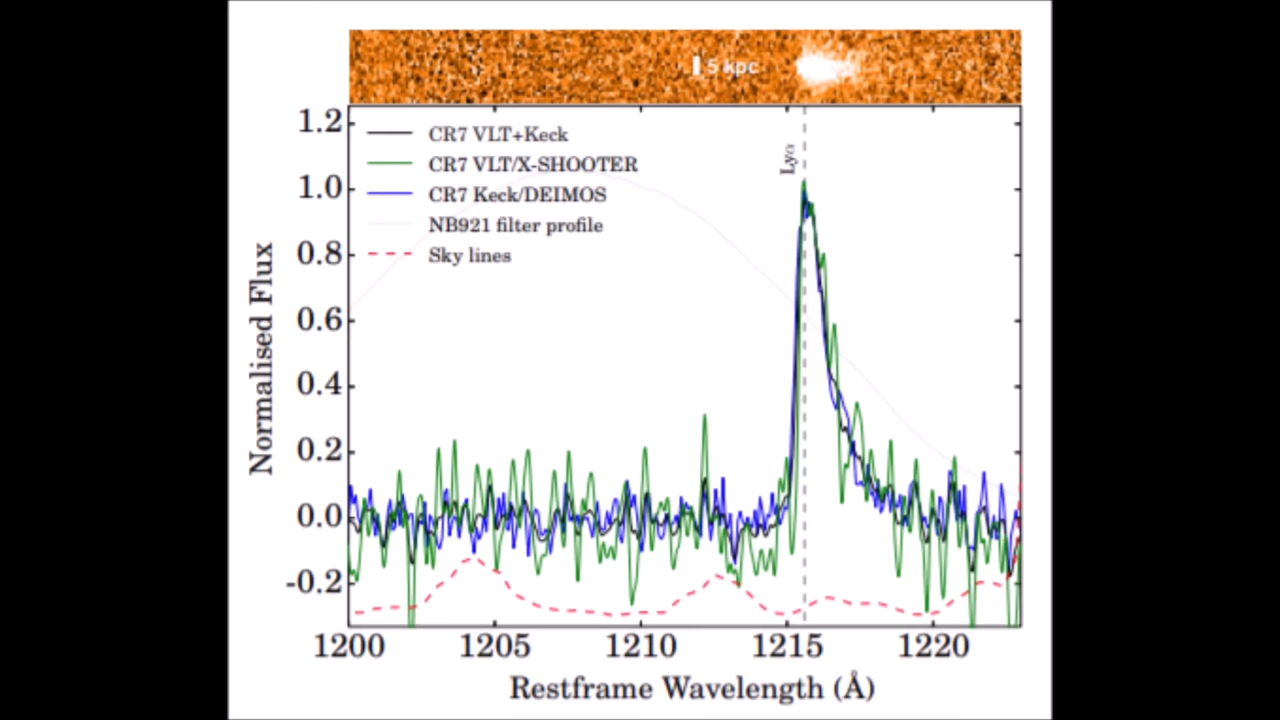 5 kpc
1.2
1.0
0.8
0.6
0.4
0.2
0.0
-0.2
Normalised Flux
CR7 VLT+Keck
CR7 VLT/X-SHOOTER
CR7 Keck/DEIMOS
NB921 filter profile
Sky lines
Lyα
1200 1205 1210 1215 1220
Restframe Wavelength (Å)